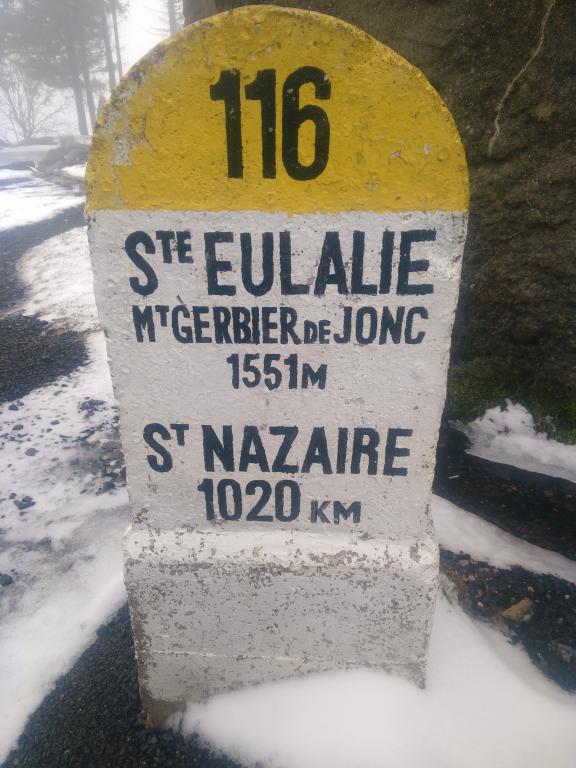 116
STE EULALIE
MT GERBIER DE JONC
1551M
ST NAZAIRE
1020 KM